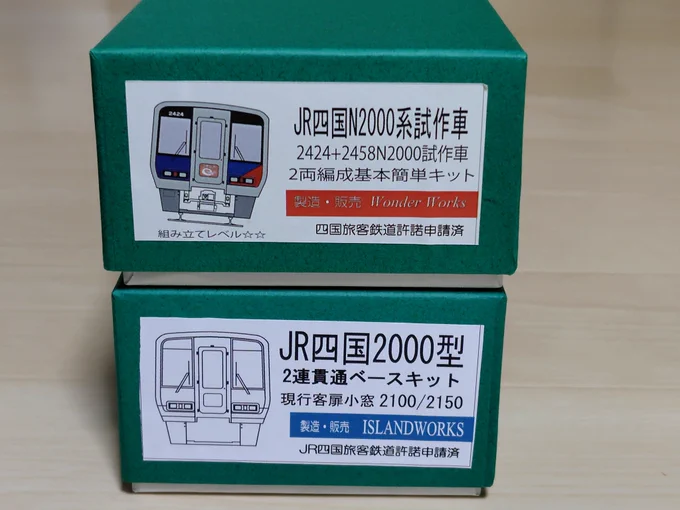 2424
JR四国N2000系試作車
2424+2458N2000試作車
2両編成基本簡単キット
製造・販売 Wonder Works
組み立てレベル☆☆
四国旅客鉄道許諾申請済
JR四国2000型
2連貫通ベースキット
現行客扉小窓 2100/2150
製造・販売 ISLANDWORKS
JR四国旅客鉄道許諾申請済